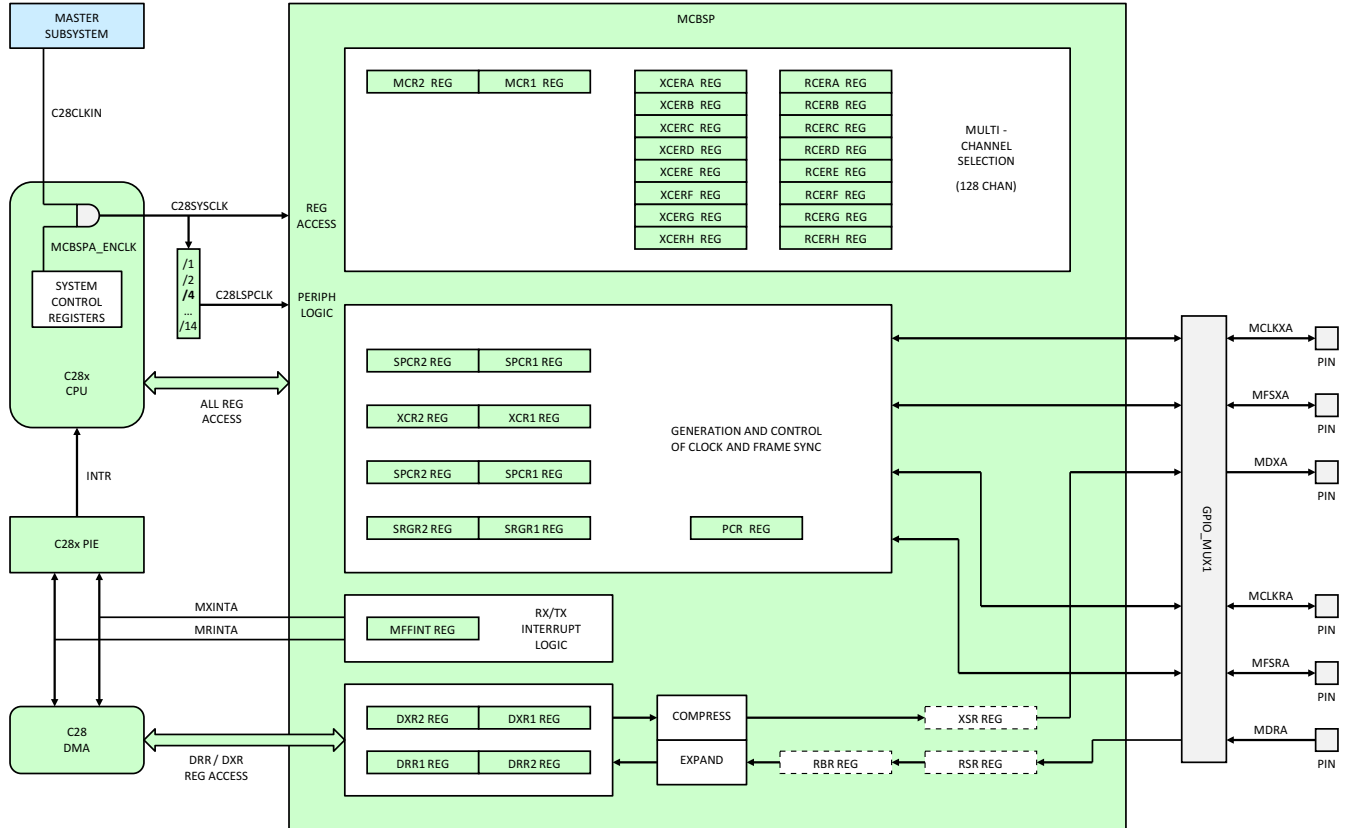 MASTER
SUBSYSTEM
MCBSP
C28CLKIN
MCR2 REG
MCR1 REG
XCERA REG
XCERB REG
XCERC REG
XCERD REG
XCERE REG
XCERF REG
XCERG REG
XCERH REG
RCERA REG
RCERB REG
RCERC REG
RCERD REG
RCERE REG
RCERF REG
RCERG REG
RCERH REG
MULTI -
CHANNEL
SELECTION
(128 CHAN)
C28SYSCLK
REG
ACCESS
MCBSPA_ENCLK
SYSTEM
CONTROL
REGISTERS
/1
/2
/4
...
/14
C28LSPCLK
PERIPH
LOGIC
C28x
CPU
ALL REG
ACCESS
SPCR2 REG
SPCR1 REG
XCR2 REG
XCR1 REG
SPCR2 REG
SPCR1 REG
SRGR2 REG
SRGR1 REG
GENERATION AND CONTROL
OF CLOCK AND FRAME SYNC
PCR REG
INTR
C28x PIE
MXINTA
MRINTA
MFFINT REG
RX/TX
INTERRUPT
LOGIC
C28
DMA
DRR / DXR
REG ACCESS
DXR2 REG
DXR1 REG
DRR1 REG
DRR2 REG
COMPRESS
EXPAND
XSR REG
RBR REG
RSR REG
GPIO_MUX1
MCLKXA
PIN
MFSXA
PIN
MDXA
PIN
MCLKRA
PIN
MFSRA
PIN
MDRA
PIN